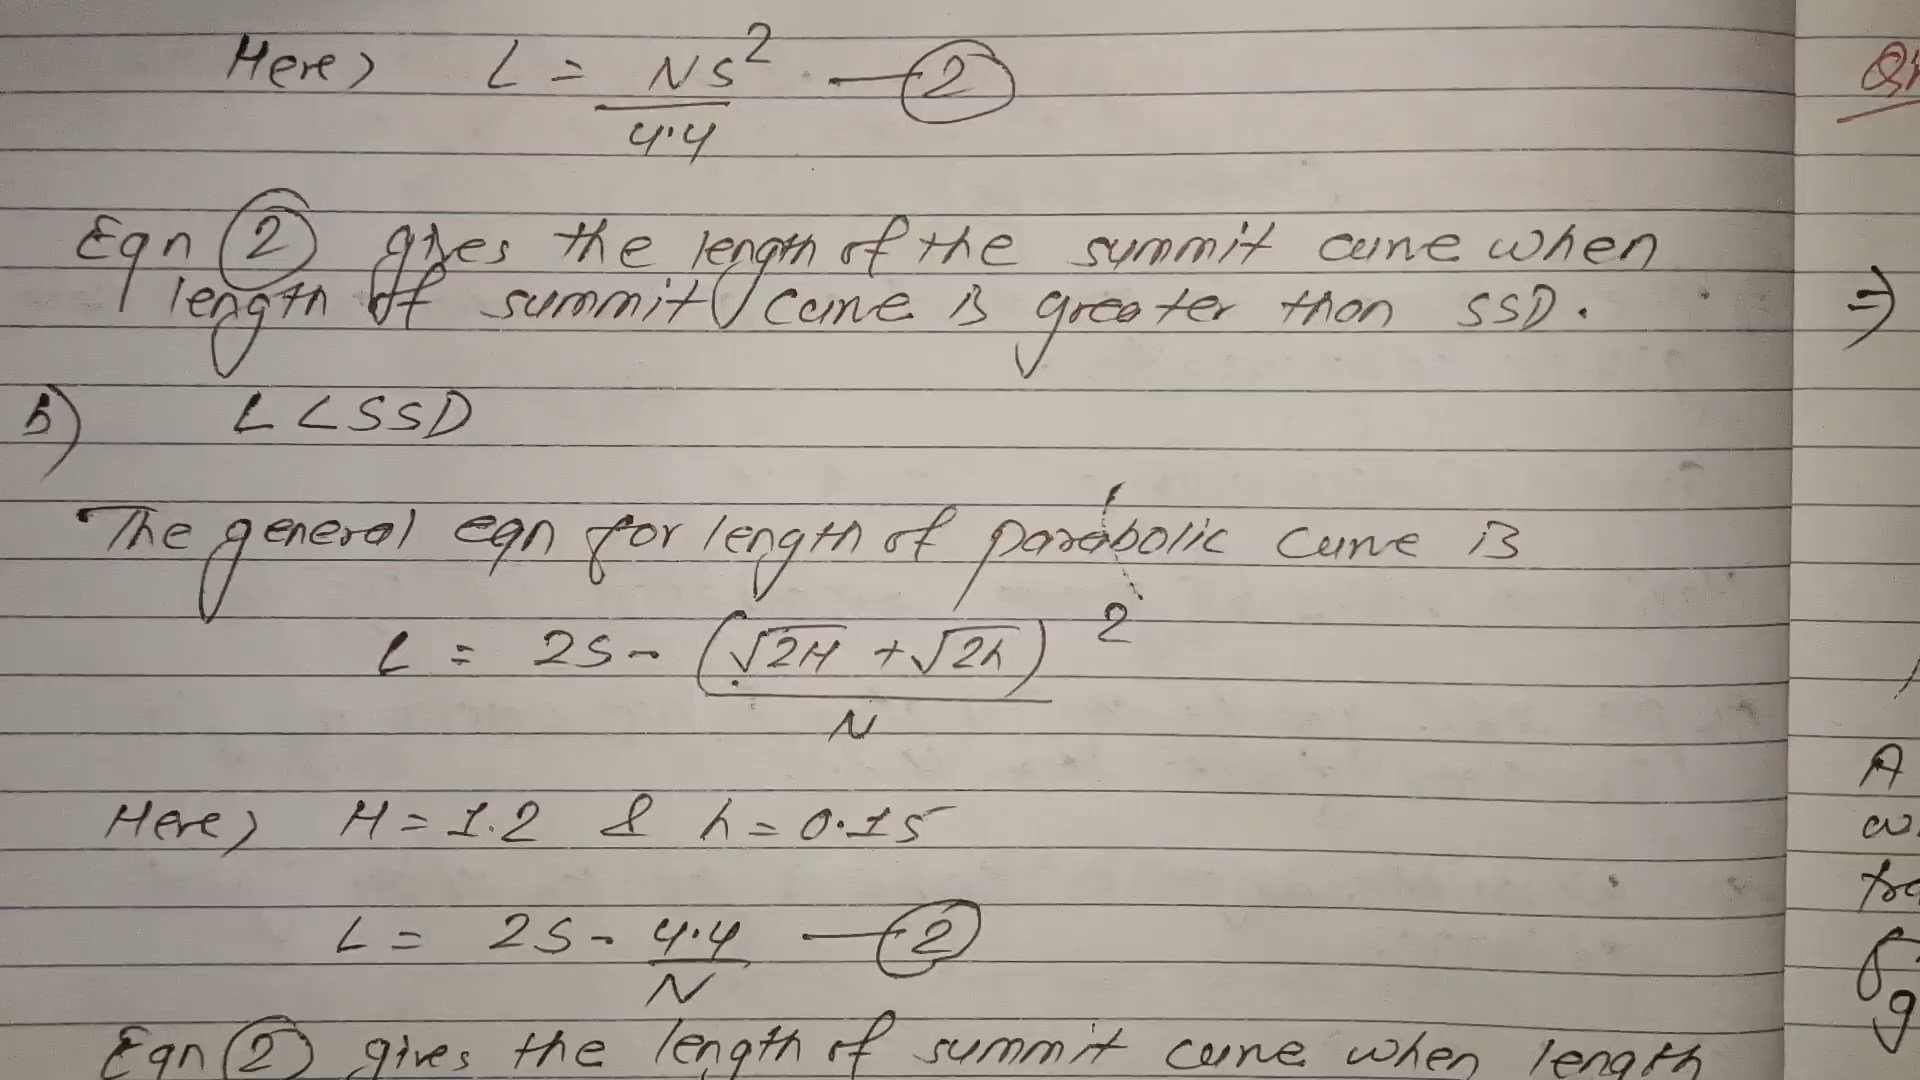 Here, L = NS² / 4.4 — (2)
Eqn (2) gives the length of the summit curve when
length of summit curve is greater than SSD.
b) L < SSD
The general eqn for length of parabolic curve is
L = 2S - (√2H + √2h)² / N
Here, H = 1.2 & h = 0.15
L = 2S - 4.4 / N — (2)
Eqn (2) gives the length of summit curve when length
⇒
A
g